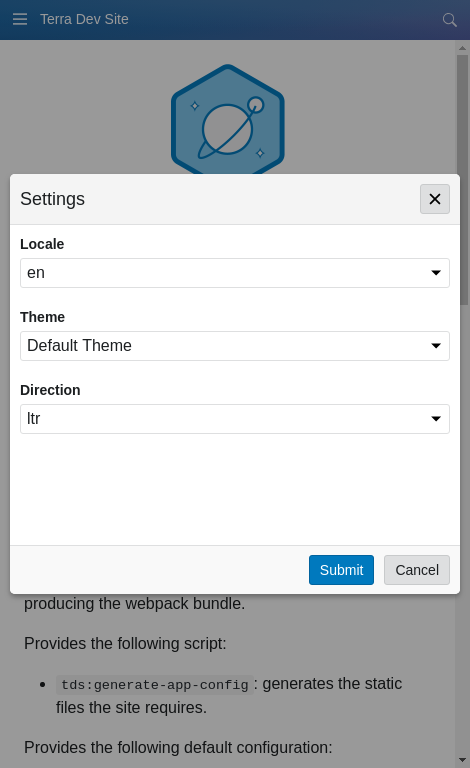 Terra Dev Site
Settings
Locale
en
Theme
Default Theme
Direction
ltr
Submit
Cancel
producing the webpack bundle.
Provides the following script:
tds:generate-app-config: generates the static
files the site requires.
Provides the following default configuration: